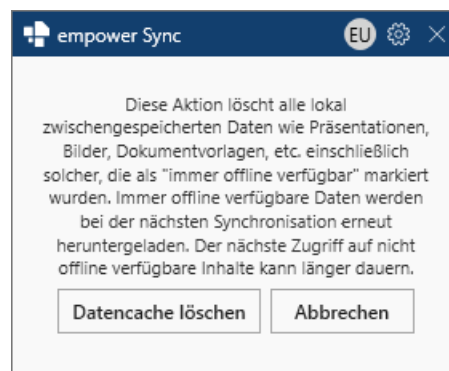 empower Sync EU
Diese Aktion löscht alle lokal
zwischengespeicherten Daten wie Präsentationen,
Bilder, Dokumentvorlagen, etc. einschließlich
solcher, die als "immer offline verfügbar" markiert
wurden. Immer offline verfügbare Daten werden
bei der nächsten Synchronisation erneut
heruntergeladen. Der nächste Zugriff auf nicht
offline verfügbare Inhalte kann länger dauern.
Datencache löschen Abbrechen